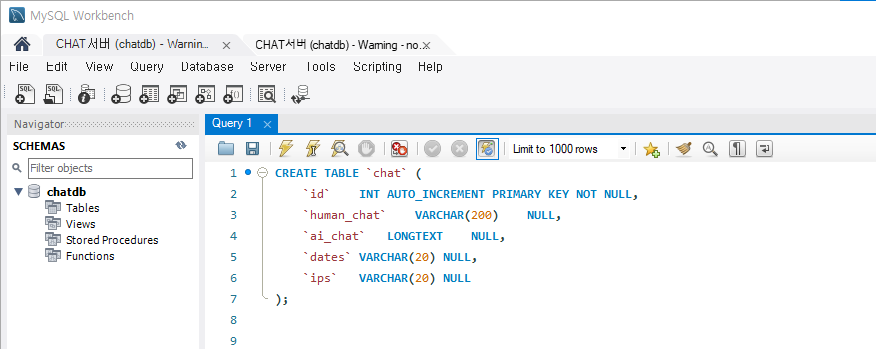 MySQL Workbench
CHAT서버 (chatdb) - Warnin... × CHAT서버 (chatdb) - Warning - no...×
File Edit View Query Database Server Tools Scripting Help
Navigator
SCHEMAS
Filter objects
chatdb
Tables
Views
Stored Procedures
Functions
Query 1 ×
Limit to 1000 rows
1 CREATE TABLE `chat` (
2 `id` INT AUTO_INCREMENT PRIMARY KEY NOT NULL,
3 `human_chat` VARCHAR(200) NULL,
4 `ai_chat` LONGTEXT NULL,
5 `dates` VARCHAR(20) NULL,
6 `ips` VARCHAR(20) NULL
7 );
8
9